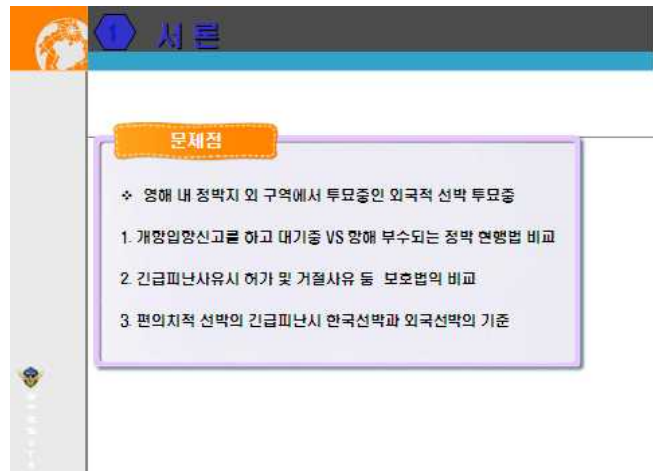 1 서론
문제점
❖ 영해 내 정박지 외 구역에서 투묘중인 외국적 선박 투묘중
1. 개항입항신고를 하고 대기중 VS 항해 부수되는 정박 현행법 비교
2. 긴급피난사유시 허가 및 거절사유 등 보호법의 비교
3. 편의치적 선박의 긴급피난시 한국선박과 외국선박의 기준